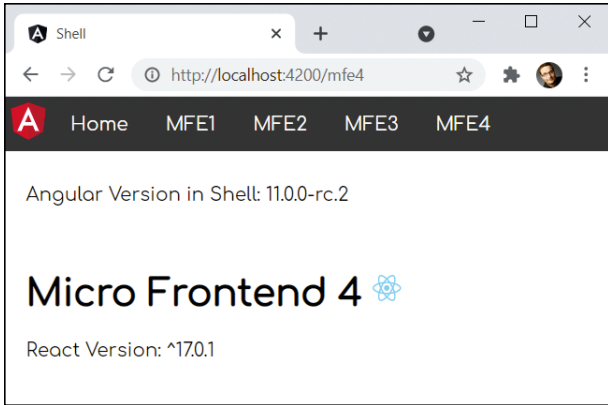 Shell
http://localhost:4200/mfe4
Home MFE1 MFE2 MFE3 MFE4
Angular Version in Shell: 11.0.0-rc.2
Micro Frontend 4
React Version: ^17.0.1